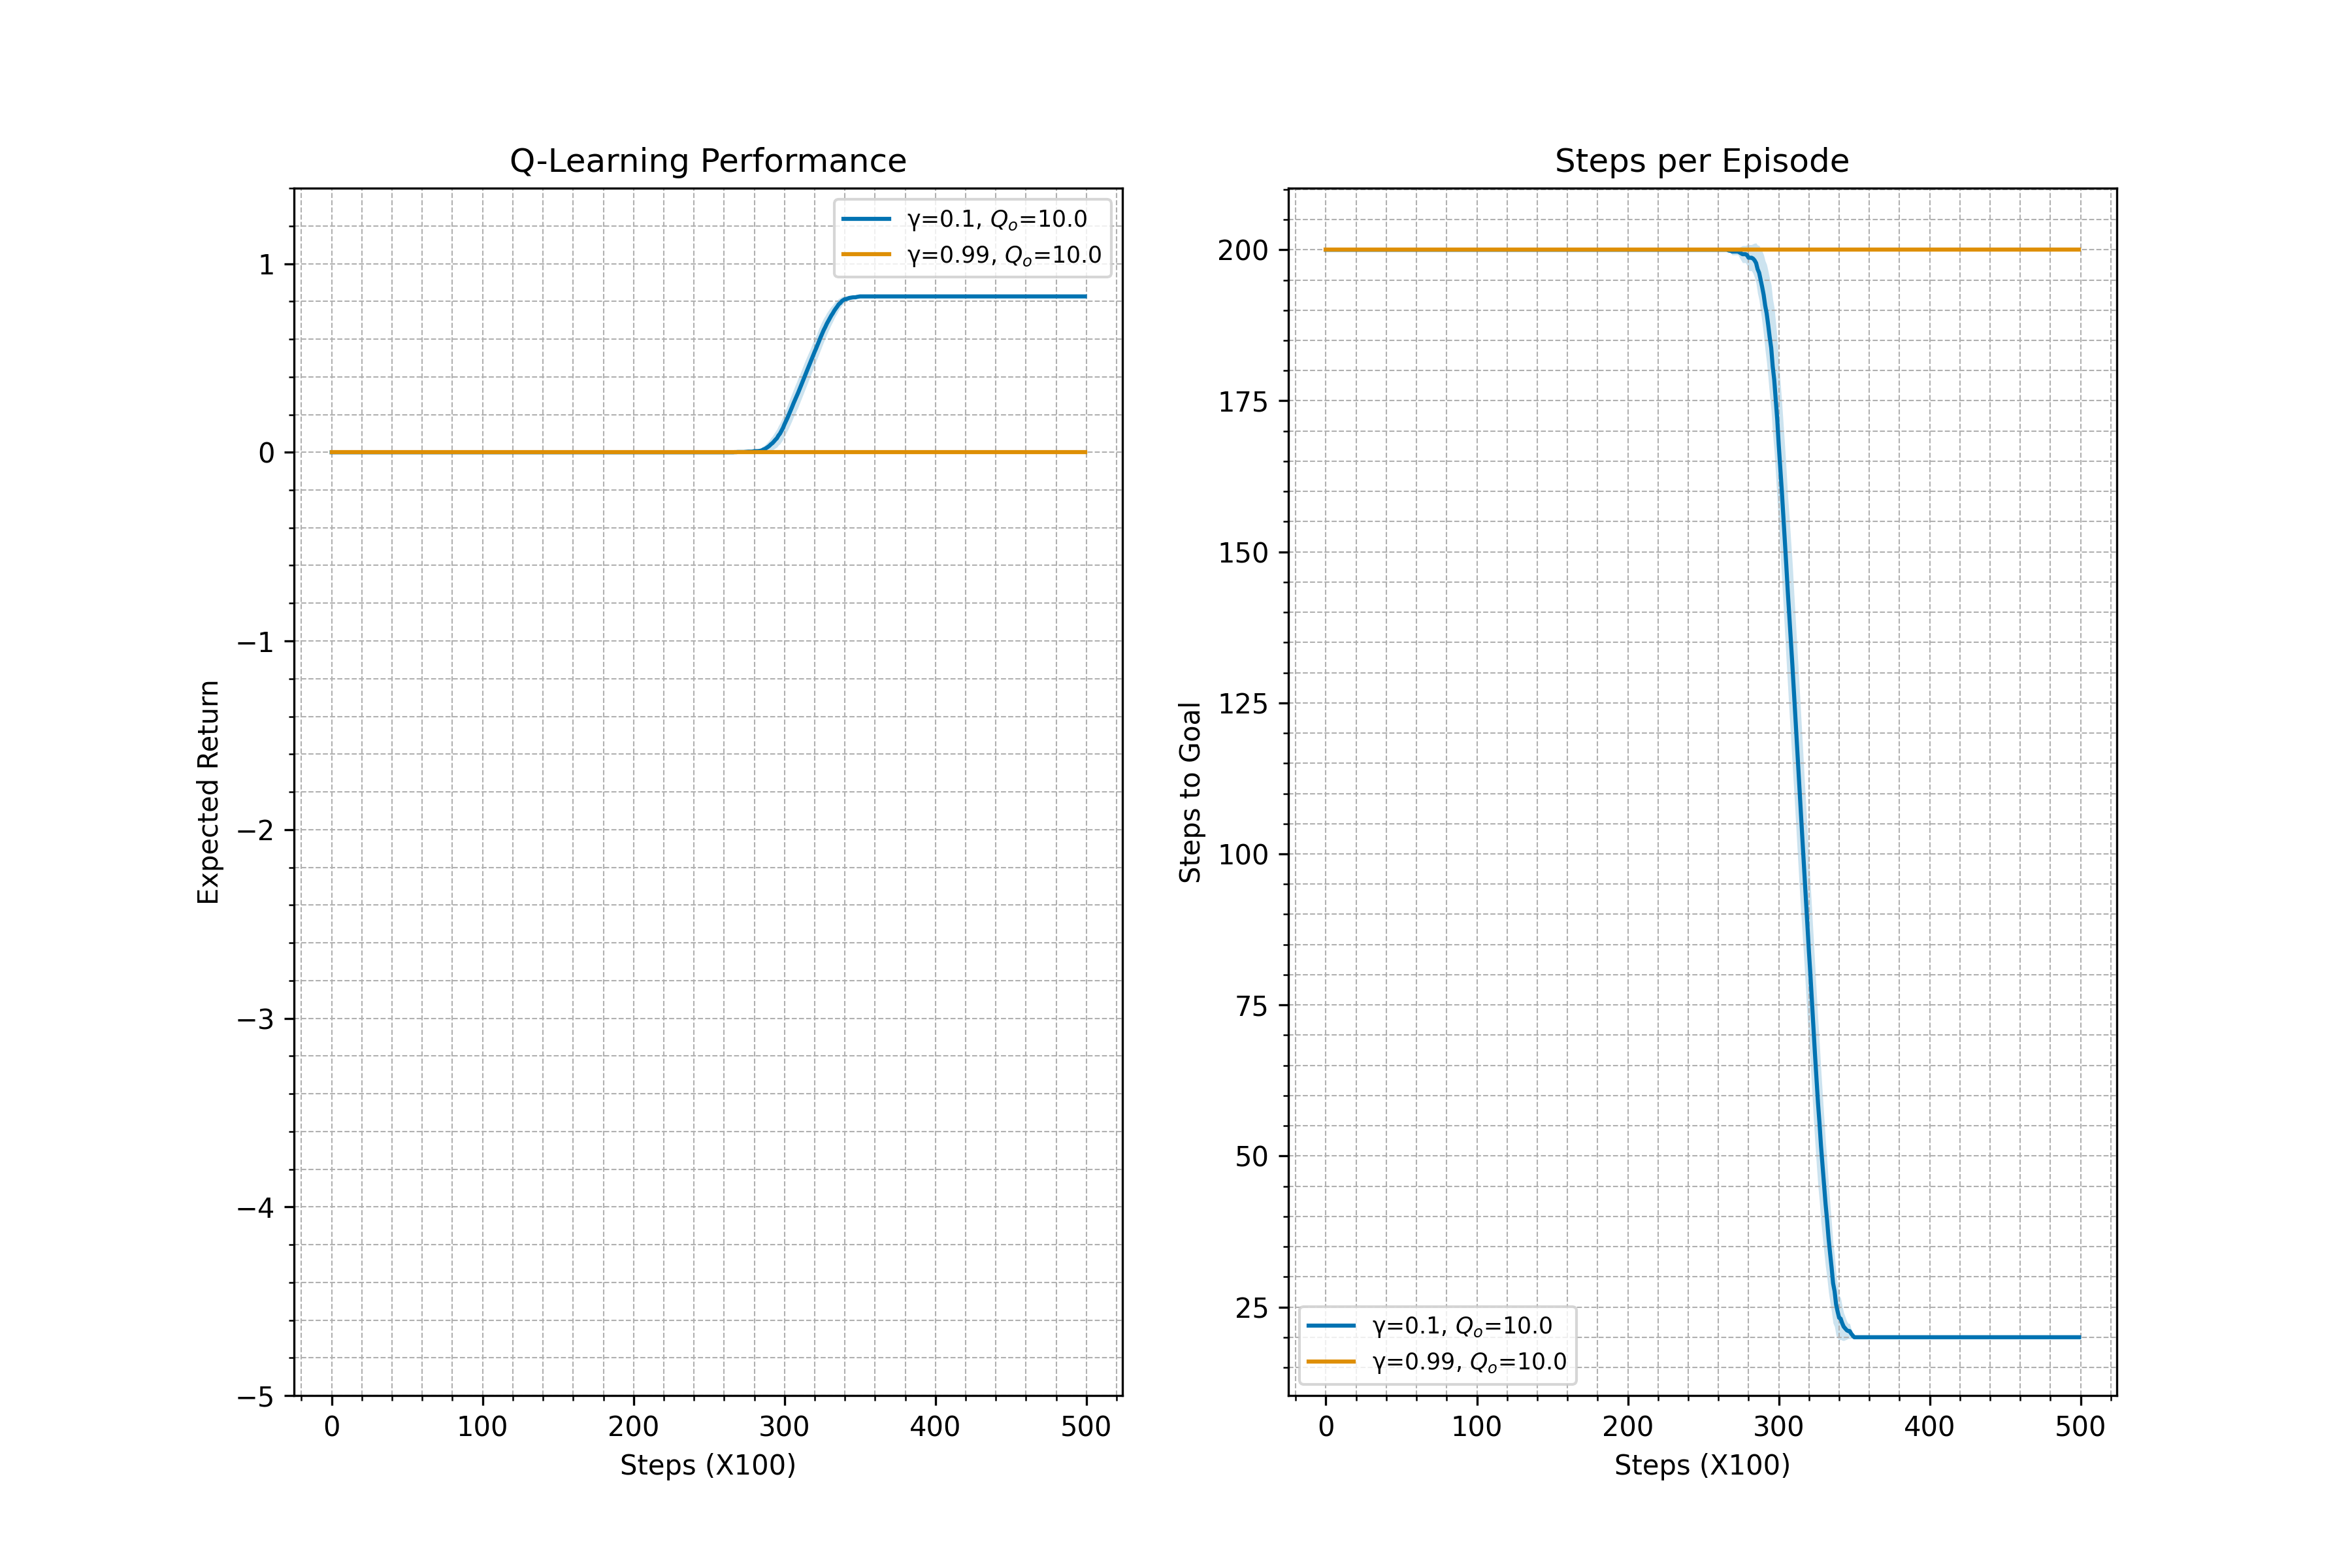 Q-Learning Performance
γ=0.1, Qo=10.0
γ=0.99, Qo=10.0
1
0
−1
−2
−3
−4
−5
Expected Return
0 100 200 300 400 500
Steps (X100)
Steps per Episode
200
175
150
125
100
75
50
25
Steps to Goal
γ=0.1, Qo=10.0
γ=0.99, Qo=10.0
0 100 200 300 400 500
Steps (X100)